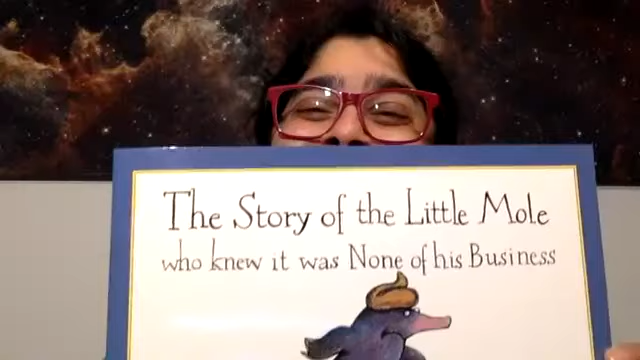 The Story of the Little Mole
who knew it was None of his Business